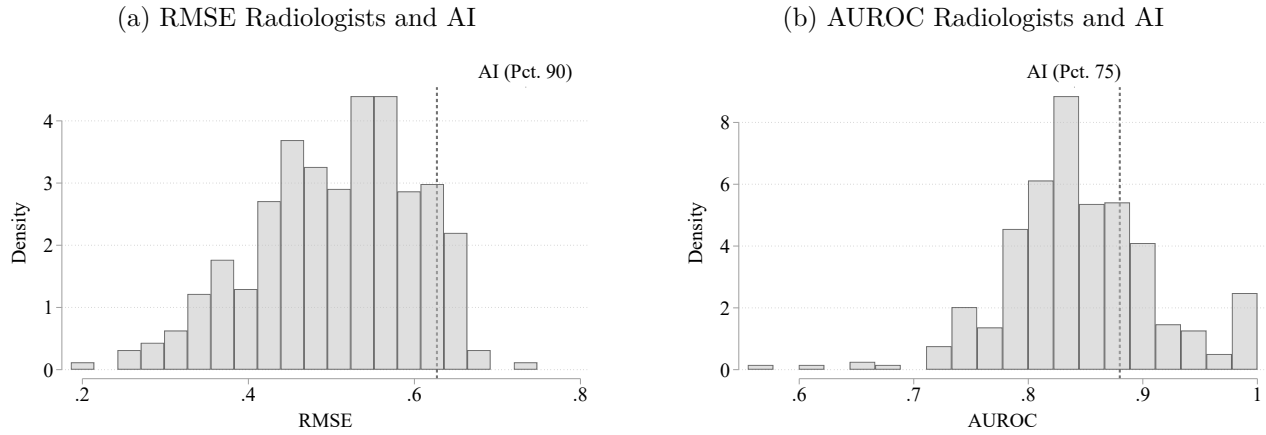 (a) RMSE Radiologists and AI
AI (Pct. 90)
4
3
2
1
0
Density
.2 .4 .6 .8
RMSE
(b) AUROC Radiologists and AI
AI (Pct. 75)
8
6
4
2
0
Density
.6 .7 .8 .9 1
AUROC